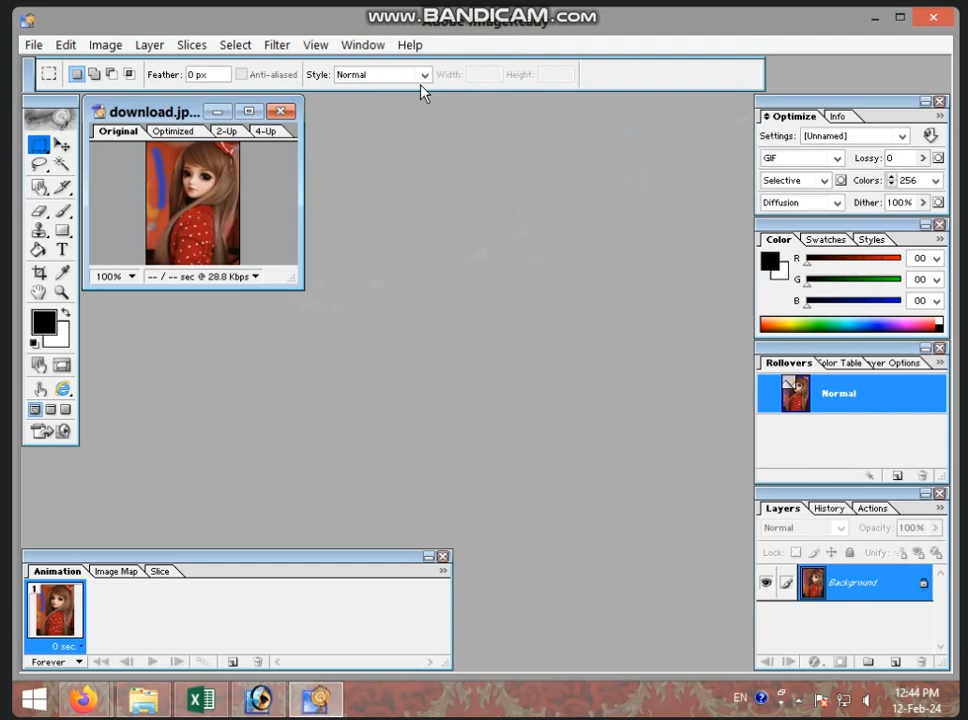 WWW.BANDICAM.COM
Adobe ImageReady
File Edit Image Layer Slices Select Filter View Window Help
Feather: 0 px Anti-aliased Style: Normal Width: Height:
download.jp...
Original Optimized 2-Up 4-Up
100% -- / -- sec @ 28.8 Kbps
Optimize Info
Settings: [Unnamed]
GIF Lossy: 0
Selective Colors: 256
Diffusion Dither: 100%
Color Swatches Styles
R 00
G 00
B 00
Rollovers Color Table ayer Options
Normal
Layers History Actions
Normal Opacity: 100%
Lock: Unify:
Background
Animation Image Map Slice
1
0 sec.
Forever
EN 12:44 PM
12-Feb-24